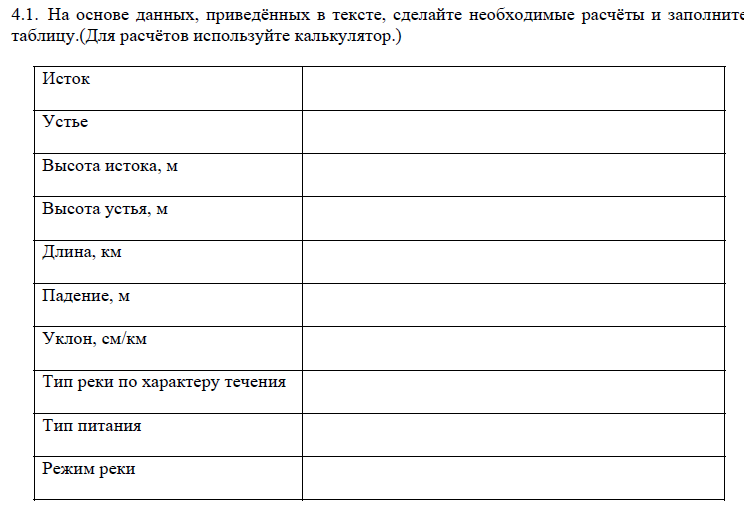 4.1. На основе данных, приведённых в тексте, сделайте необходимые расчёты и заполните
таблицу.(Для расчётов используйте калькулятор.)
Исток
Устье
Высота истока, м
Высота устья, м
Длина, км
Падение, м
Уклон, см/км
Тип реки по характеру течения
Тип питания
Режим реки